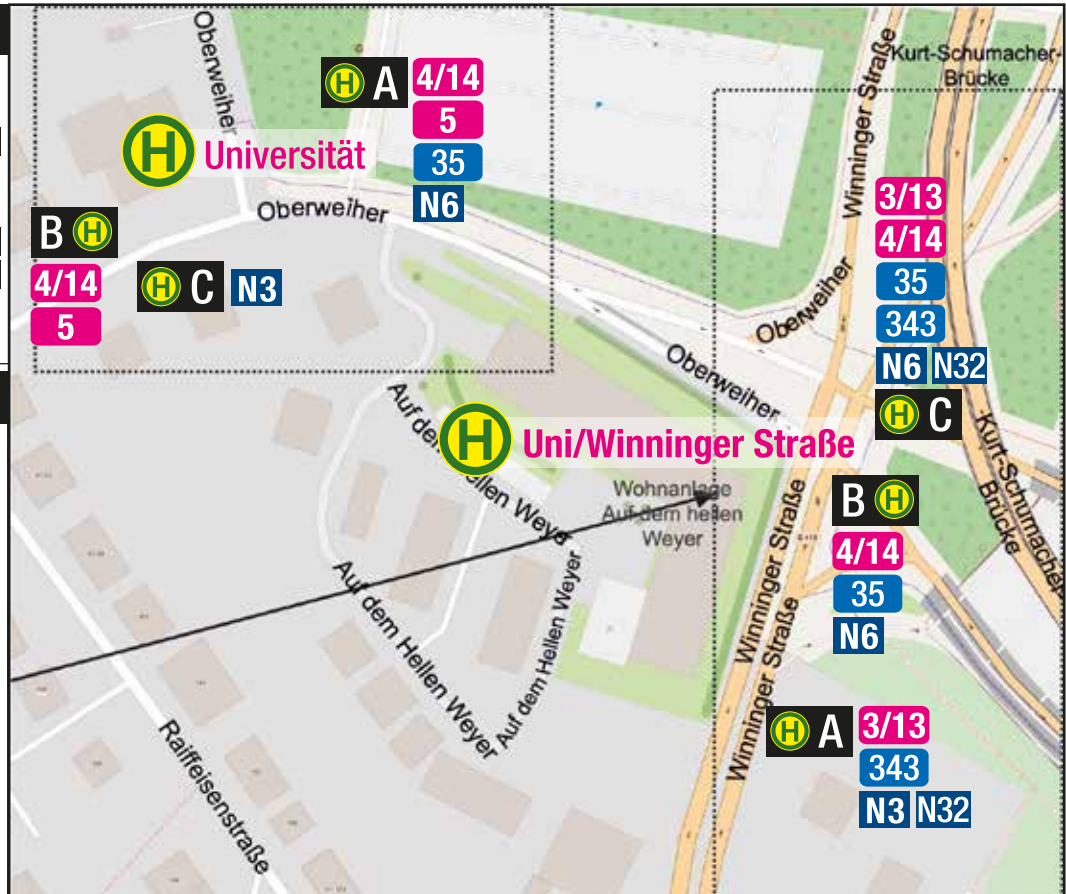 Oberweiher
Winninger Straße
Kurt-Schumacher-
Brücke
H A
4/14
5
35
N6
H Universität
Oberweiher
B H
4/14
5
H C N3
3/13
4/14
35
343
N6 N32
H C
Oberweiher
Oberweiher
Auf dem Hellen Weyer
H Uni/Winninger Straße
Kurt-Schumacher-
Brücke
Wohnanlage
Auf dem hellen
Weyer
B H
4/14
35
N6
Winninger Straße
Winninger Straße
Auf dem Hellen Weyer
Auf dem Hellen Weyer
H A
3/13
343
N3 N32
Raiffeisenstraße